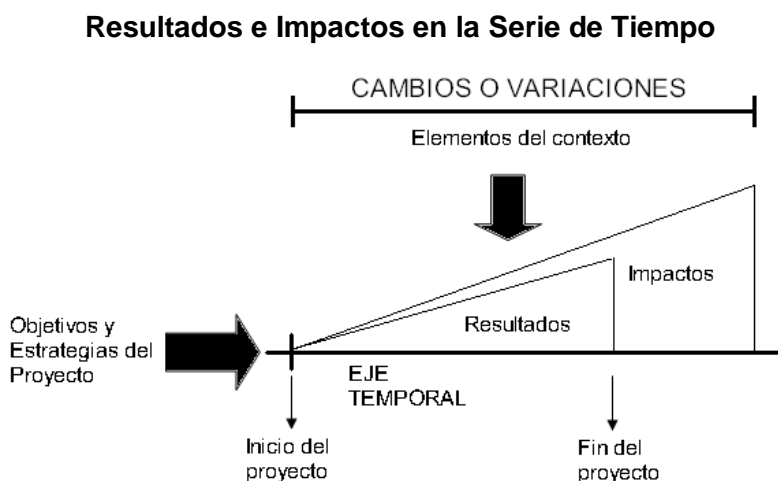 Resultados e Impactos en la Serie de Tiempo
CAMBIOS O VARIACIONES
Elementos del contexto
Impactos
Resultados
Objetivos y
Estrategias del
Proyecto
EJE
TEMPORAL
Inicio del
proyecto
Fin del
proyecto